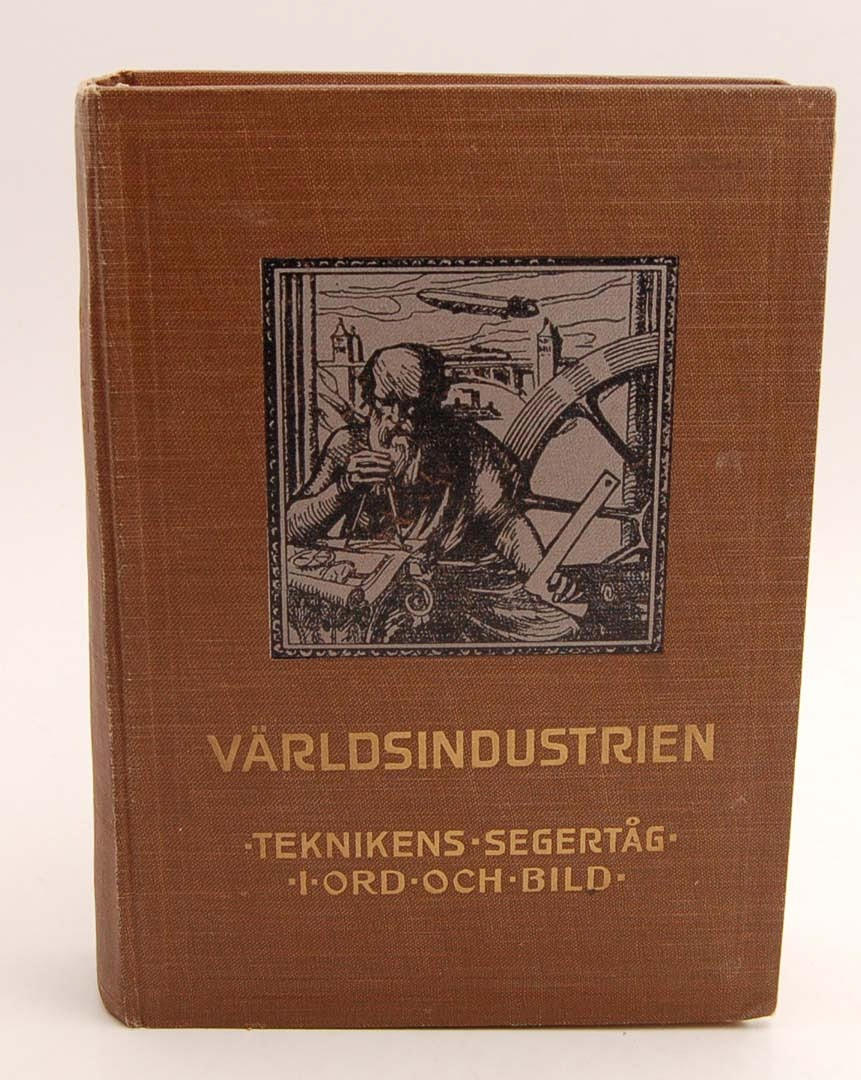 VÄRLDSINDUSTRIEN
·TEKNIKENS·SEGERTÅG·
·I·ORD·OCH·BILD·